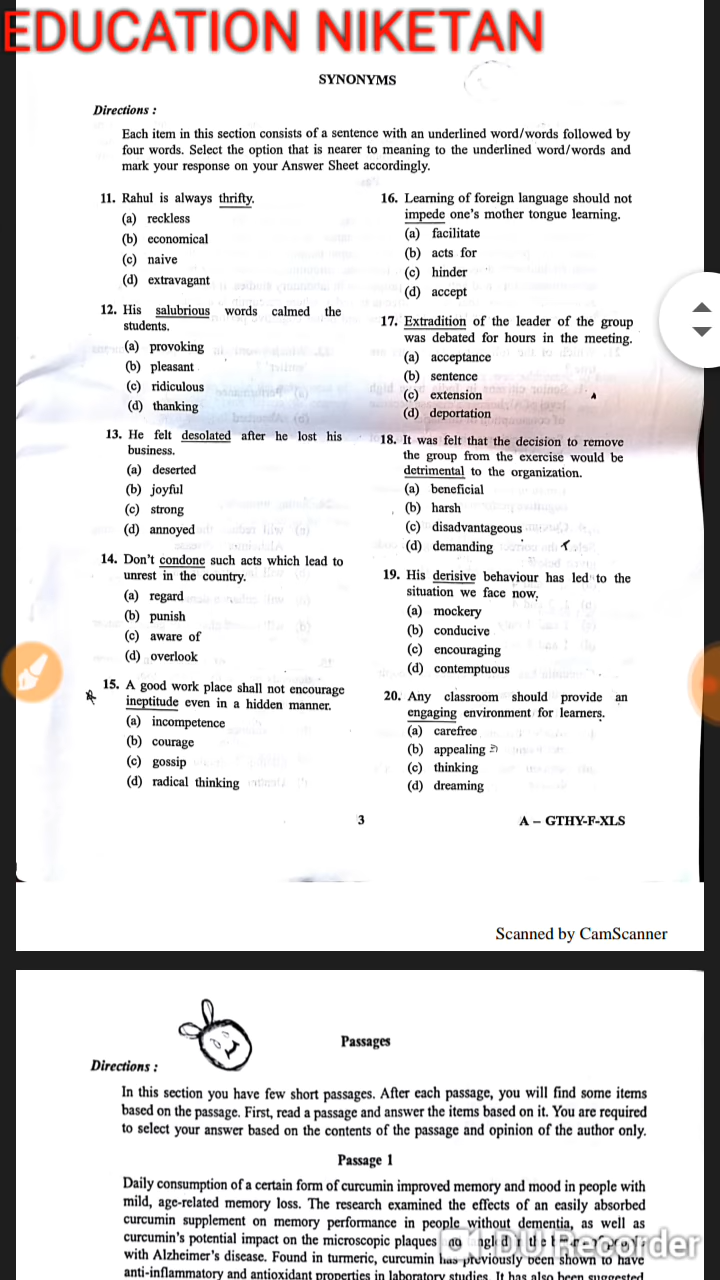 EDUCATION NIKETAN
SYNONYMS
Directions :
Each item in this section consists of a sentence with an underlined word/words followed by
four words. Select the option that is nearer to meaning to the underlined word/words and
mark your response on your Answer Sheet accordingly.
11. Rahul is always thrifty.
(a) reckless
(b) economical
(c) naive
(d) extravagant
12. His salubrious words calmed the
students.
(a) provoking
(b) pleasant
(c) ridiculous
(d) thanking
13. He felt desolated after he lost his
business.
(a) deserted
(b) joyful
(c) strong
(d) annoyed
14. Don't condone such acts which lead to
unrest in the country.
(a) regard
(b) punish
(c) aware of
(d) overlook
15. A good work place shall not encourage
ineptitude even in a hidden manner.
(a) incompetence
(b) courage
(c) gossip
(d) radical thinking
16. Learning of foreign language should not
impede one's mother tongue learning.
(a) facilitate
(b) acts for
(c) hinder
(d) accept
17. Extradition of the leader of the group
was debated for hours in the meeting.
(a) acceptance
(b) sentence
(c) extension
(d) deportation
18. It was felt that the decision to remove
the group from the exercise would be
detrimental to the organization.
(a) beneficial
(b) harsh
(c) disadvantageous
(d) demanding
19. His derisive behaviour has led to the
situation we face now.
(a) mockery
(b) conducive
(c) encouraging
(d) contemptuous
20. Any classroom should provide an
engaging environment for learners.
(a) carefree
(b) appealing
(c) thinking
(d) dreaming
3
A – GTHY-F-XLS
Scanned by CamScanner
Passages
Directions :
In this section you have few short passages. After each passage, you will find some items
based on the passage. First, read a passage and answer the items based on it. You are required
to select your answer based on the contents of the passage and opinion of the author only.
Passage 1
Daily consumption of a certain form of curcumin improved memory and mood in people with
mild, age-related memory loss. The research examined the effects of an easily absorbed
curcumin supplement on memory performance in people without dementia, as well as
curcumin's potential impact on the microscopic plaques
with Alzheimer's disease. Found in turmeric, curcumin has previously been shown to have
anti-inflammatory and antioxidant properties in laboratory studies. It has also been suggested
DU Recorder